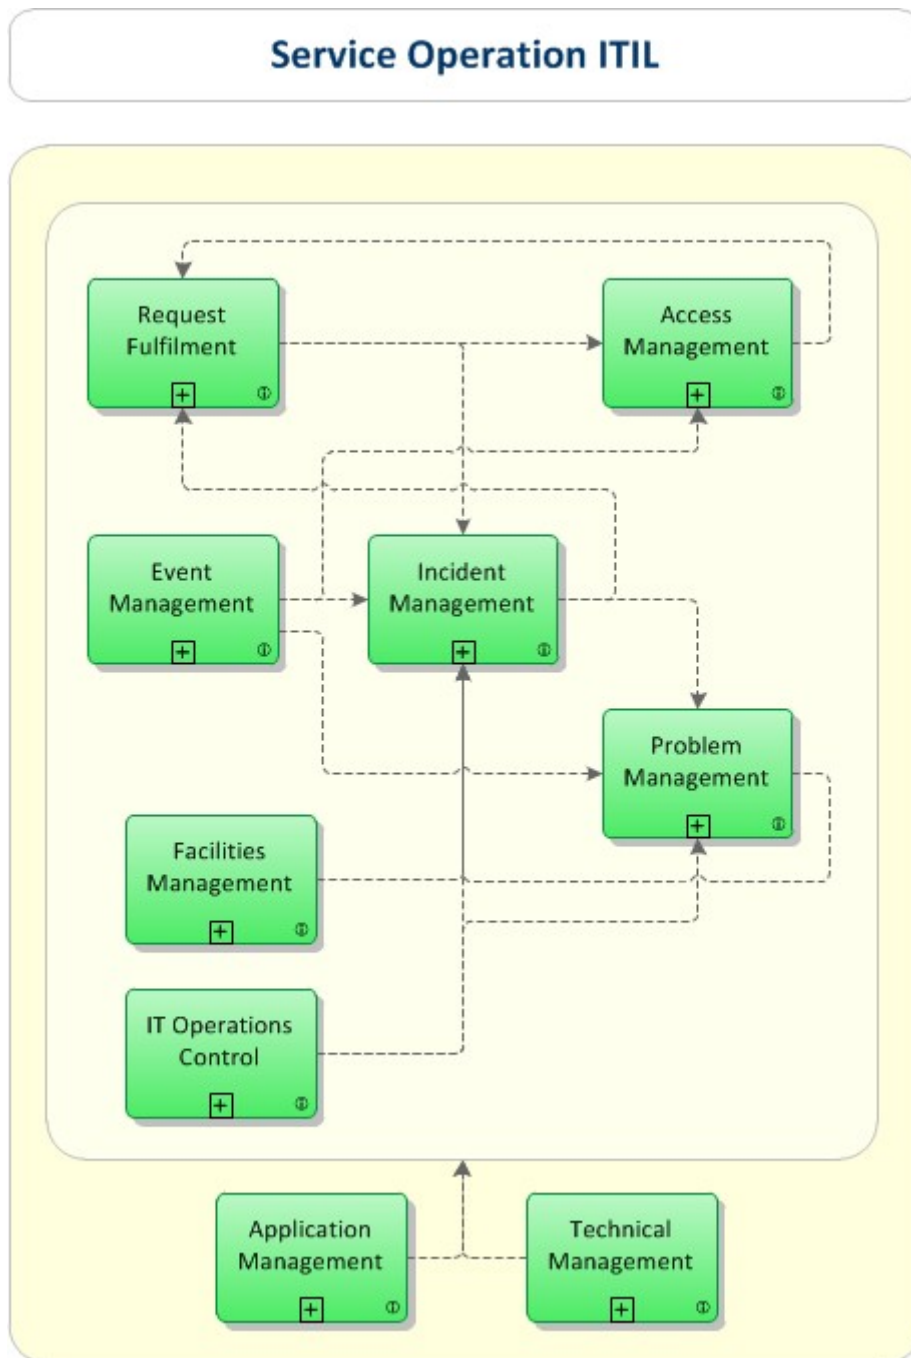 Service Operation ITIL
Request
Fulfilment
Access
Management
Event
Management
Incident
Management
Problem
Management
Facilities
Management
IT Operations
Control
Application
Management
Technical
Management